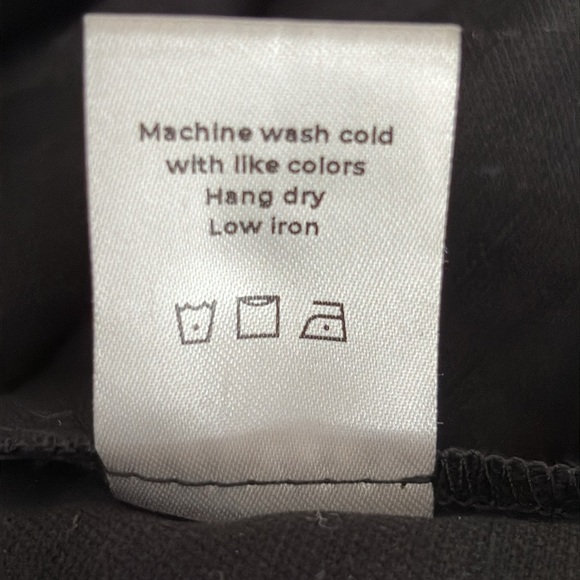 Machine wash cold
with like colors
Hang dry
Low iron